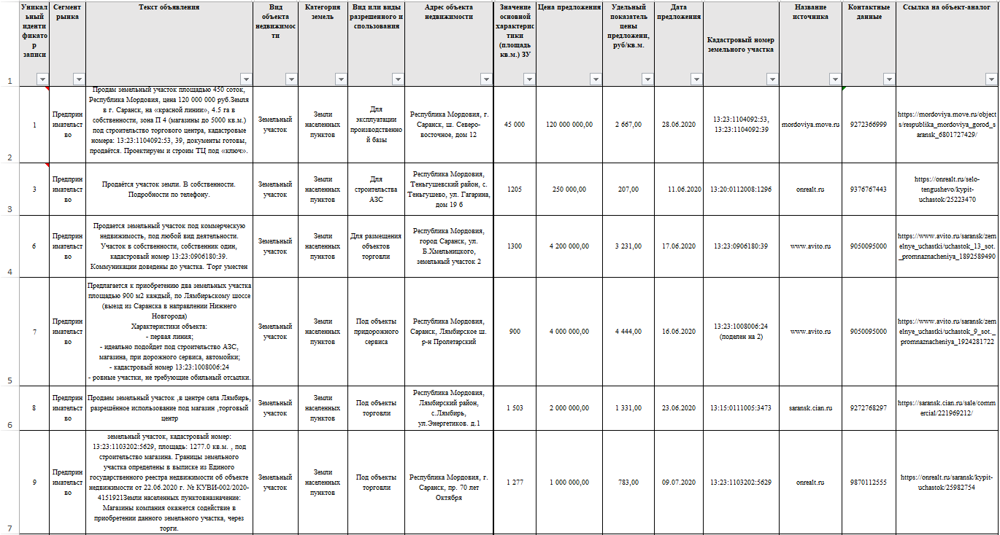 Уникальный идентификатор записи
Сегмент рынка
Текст объявления
Вид объекта недвижимости
Категория земель
Вид или виды разрешенного использования
Адрес объекта недвижимости
Значение основной характеристики (площадь кв.м.) ЗУ
Цена предложения
Удельный показатель цены предложени, руб/кв.м.
Дата предложения
Кадастровый номер земельного участка
Название источника
Контактные данные
Ссылка на объект-аналог
1
1
Предпринимательство
Продам земельный участок площадью 450 соток,
Республика Мордовия, цена 120 000 000 руб.Земля
в г. Саранск, на «красной линии», 4.5 га в
собственности, зона П 4 (магазины до 5000 кв.м.)
под строительство торгового центра, кадастровые
номера: 13:23:1104092:53, 39, документы готовы,
продаётся. Проектируем и строим ТЦ под «ключ».
Земельный участок
Земли населенных пунктов
Для эксплуатации производственной базы
Республика Мордовия, г.
Саранск, ш. Северо-
восточное, дом 12
45 000
120 000 000,00
2 667,00
28.06.2020
13:23:1104092:53,
13:23:1104092:39
mordoviya.move.ru
9272366999
https://mordoviya.move.ru/object
s/respublika_mordoviya_gorod_s
aransk_6801727429/
2
3
Предпринимательство
Продаётся участок земли. В собственности.
Подробности по телефону.
Земельный участок
Земли населенных пунктов
Для строительства АЗС
Республика Мордовия,
Теньгушевский район, с.
Теньгушево, ул. Гагарина,
дом 19 б
1205
250 000,00
207,00
11.06.2020
13:20:0112008:1296
onrealt.ru
9376767443
https://onrealt.ru/selo-
tengushevo/kypit-
uchastok/25223470
3
6
Предпринимательство
Продается земельный участок под коммерческую
недвижимость, под любой вид деятельности.
Участок в собственности, собственник один,
кадастровый номер 13:23:0906180:39.
Коммуникации доведены до участка. Торг уместен
Земельный участок
Земли населенных пунктов
Для размещения объектов торговли
Республика Мордовия,
город Саранск, ул.
Б.Хмельницкого,
земельный участок 2
1300
4 200 000,00
3 231,00
17.06.2020
13:23:0906180:39
www.avito.ru
9050095000
https://www.avito.ru/saransk/zem
elnye_uchastki/uchastok_13_sot.
_promnaznacheniya_1892589490
4
7
Предпринимательство
Предлагается к приобретению два земельных участка
площадью 900 м2 каждый, по Лямбирьскому шоссе
(выезд из Саранска в направлении Нижнего
Новгорода)
Характеристики объекта:
- первая линия;
- идеально подойдет под строительство АЗС,
магазина, при дорожного сервиса, автомойки;
- кадастровый номер 13:23:1008006:24
- ровные участки, не требующие обильный отсылки.
Земельный участок
Земли населенных пунктов
Под объекты придорожного сервиса
Республика Мордовия,
Саранск, Лямбирское ш.
р-н Пролетарский
900
4 000 000,00
4 444,00
16.06.2020
13:23:1008006:24
(поделен на 2)
www.avito.ru
9050095000
https://www.avito.ru/saransk/zem
elnye_uchastki/uchastok_9_sot._
promnaznacheniya_1924281722
5
8
Предпринимательство
Продаем земельный участок ,в центре села Лямбирь,
разрешённое использование под магазин ,торговый
центр
Земельный участок
Земли населенных пунктов
Под объекты торговли
Республика Мордовия,
Лямбирский район,
с.Лямбирь,
ул.Энергетиков. д.1
1 503
2 000 000,00
1 331,00
23.06.2020
13:15:0111005:3473
saransk.cian.ru
9272768297
https://saransk.cian.ru/sale/comm
ercial/221969212/
6
9
Предпринимательство
земельный участок, кадастровый номер:
13:23:1103202:5629, площадь: 1277.0 кв.м. , под
строительство магазина. Границы земельного
участка определены в выписке из Единого
государственного реестра недвижимости об объекте
недвижимости от 22.06.2020 г. № КУВИ-002/2020-
4151921Земли населенных пунктовназначение:
Магазины компания окажется содействие в
приобретении данного земельного участка, через
торги.
Земельный участок
Земли населенных пунктов
Под объекты торговли
Республика Мордовия, г.
Саранск, пр. 70 лет
Октября
1 277
1 000 000,00
783,00
09.07.2020
13:23:1103202:5629
onrealt.ru
9870112555
https://onrealt.ru/saransk/kypit-
uchastok/25982754
7